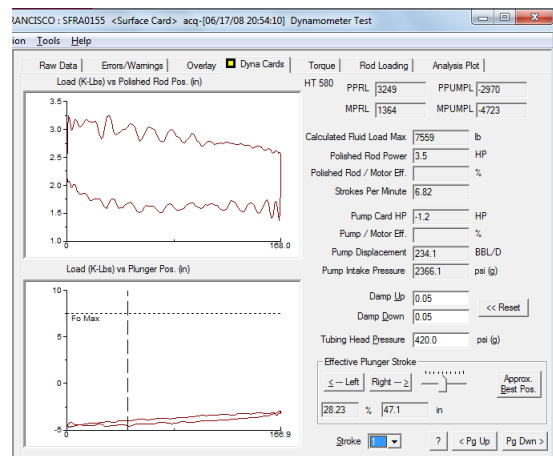 RANCISCO : SFRA0155 <Surface Card> acq-[06/17/08 20:54:10] Dynamometer Test
ion Tools Help
Raw Data Errors/Warnings Overlay Dyna Cards Torque Rod Loading Analysis Plot
Load (K-Lbs) vs Polished Rod Pos. (in)
3.5
3.0
2.5
2.0
1.5
1.0
0 168.0
Load (K-Lbs) vs Plunger Pos. (in)
10
Fo Max
5
0
-5
0 166.9
HT 580 PPRL 3249 PPUMPL -2970
MPRL 1364 MPUMPL -4723
Calculated Fluid Load Max 7559 lb
Polished Rod Power 3.5 HP
Polished Rod / Motor Eff. %
Strokes Per Minute 6.82
Pump Card HP -1.2 HP
Pump / Motor Eff. %
Pump Displacement 234.1 BBL/D
Pump Intake Pressure 2366.1 psi (g)
Damp Up 0.05
<< Reset
Damp Down 0.05
Tubing Head Pressure 420.0 psi (g)
Effective Plunger Stroke
< --- Left Right --- >
Approx.
Best Pos.
28.23 % 47.1 in
Stroke 1 ? < Pg Up Pg Dwn >